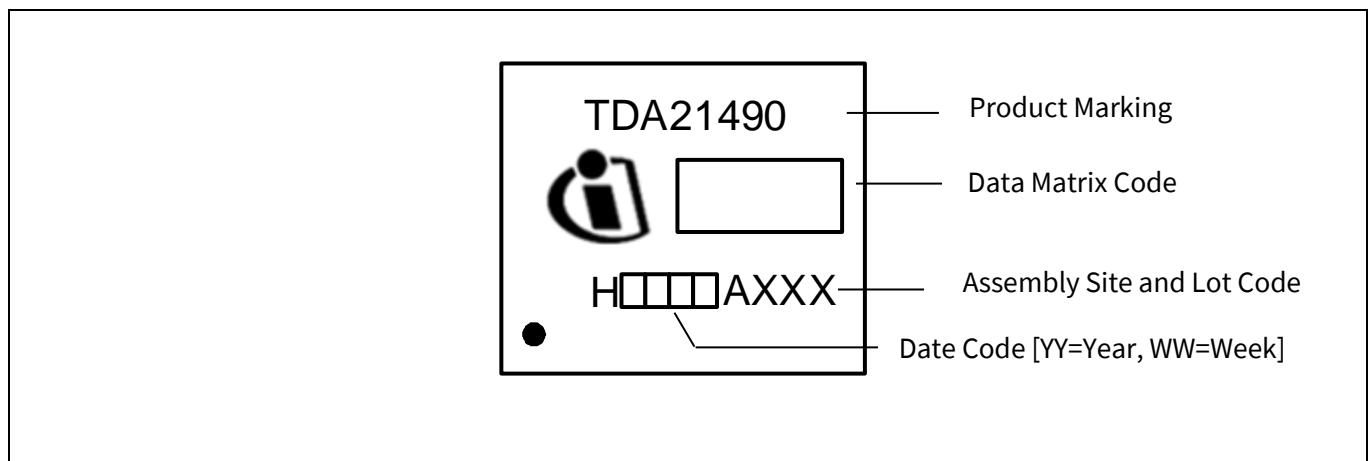 TDA21490
Product Marking
Data Matrix Code
H AXXX
Assembly Site and Lot Code
Date Code [YY=Year, WW=Week]